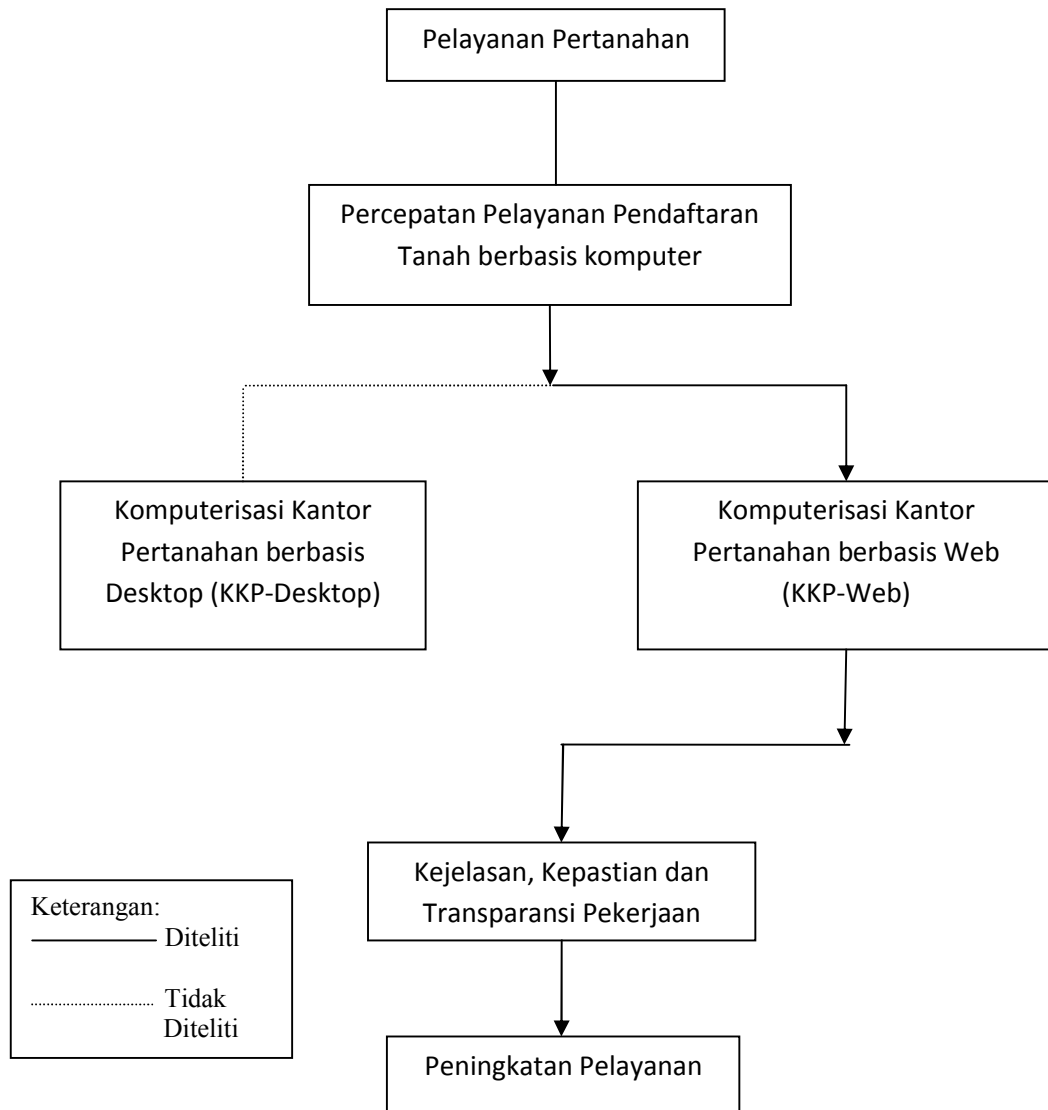 Pelayanan Pertanahan
Percepatan Pelayanan Pendaftaran
Tanah berbasis komputer
Komputerisasi Kantor
Pertanahan berbasis
Desktop (KKP-Desktop)
Komputerisasi Kantor
Pertanahan berbasis Web
(KKP-Web)
Kejelasan, Kepastian dan
Transparansi Pekerjaan
Keterangan:
Diteliti
Tidak
Diteliti
Peningkatan Pelayanan